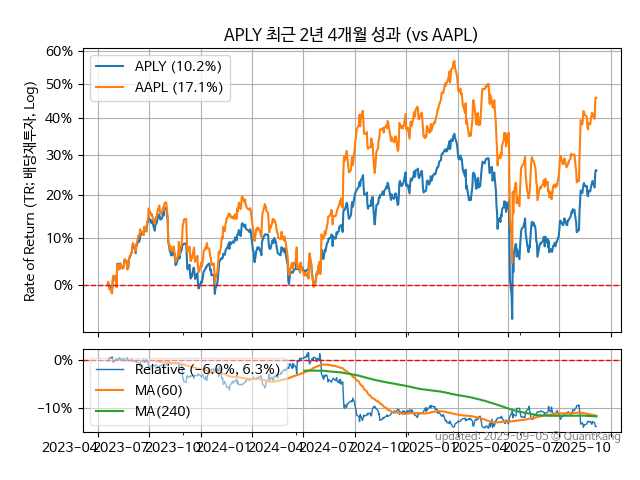 APLY 최근 2년 4개월 성과 (vs AAPL)
Rate of Return (TR: 배당재투자, Log)
60%
50%
40%
30%
20%
10%
0%
APLY (10.2%)
AAPL (17.1%)
0%
−10%
Relative (−6.0%, 6.3%)
MA(60)
MA(240)
updated: 2025-09-05 © QuantKang
2023-04 2023-07 2023-10 2024-01 2024-04 2024-07 2024-10 2025-01 2025-04 2025-07 2025-10